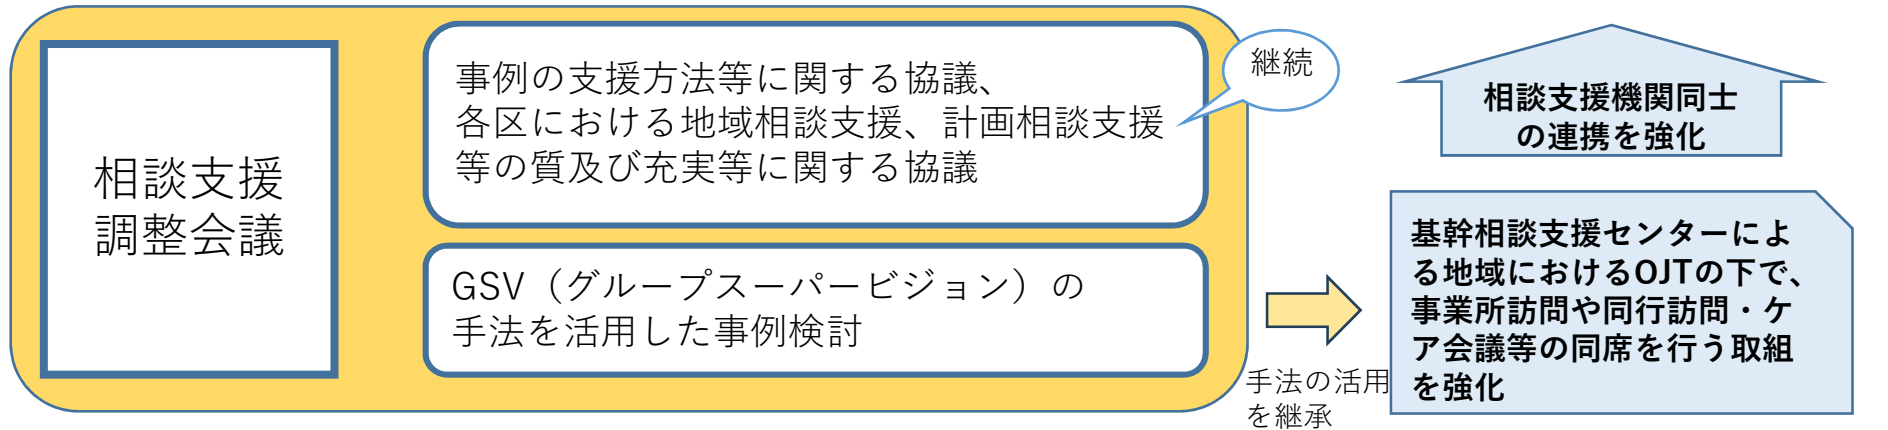 相談支援
調整会議
事例の支援方法等に関する協議、
各区における地域相談支援、計画相談支援
等の質及び充実等に関する協議
継続
GSV（グループスーパービジョン）の
手法を活用した事例検討
手法の活用
を継承
相談支援機関同士
の連携を強化
基幹相談支援センターによ
る地域におけるOJTの下で、
事業所訪問や同行訪問・ケ
ア会議等の同席を行う取組
を強化